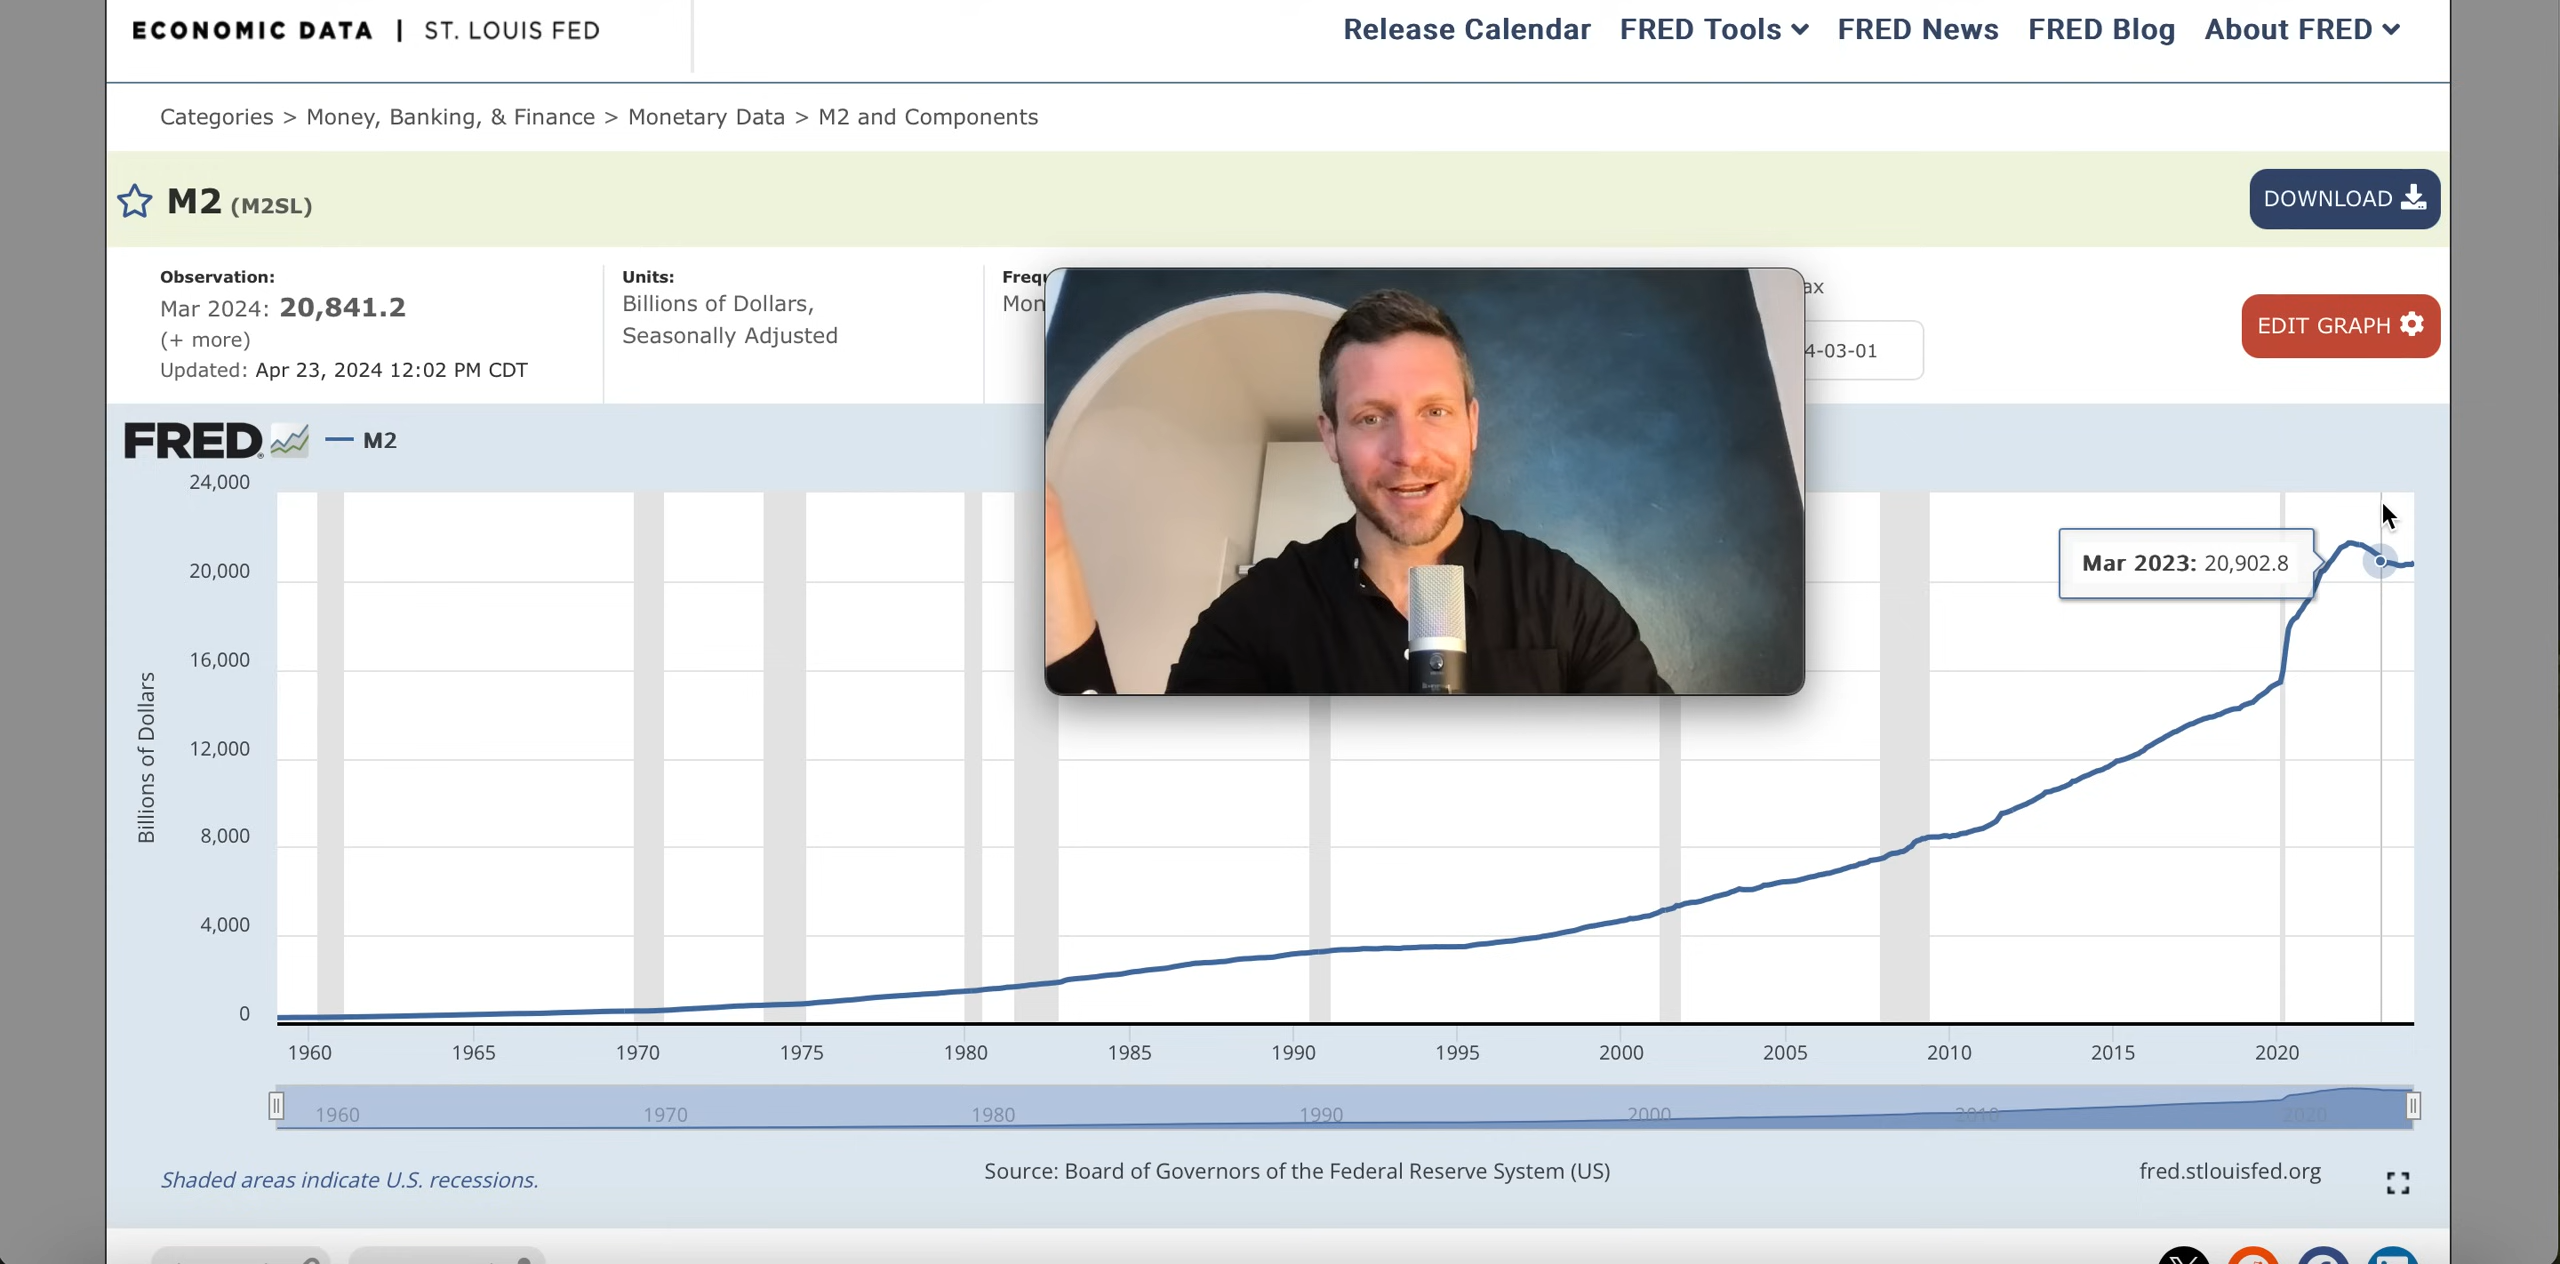 ECONOMIC DATA | ST. LOUIS FED
Release Calendar FRED Tools FRED News FRED Blog About FRED
Categories > Money, Banking, & Finance > Monetary Data > M2 and Components
M2 (M2SL)
DOWNLOAD
Observation:
Mar 2024: 20,841.2
(+ more)
Updated: Apr 23, 2024 12:02 PM CDT
Units:
Billions of Dollars,
Seasonally Adjusted
4-03-01
EDIT GRAPH
FRED
M2
24,000
20,000
16,000
12,000
8,000
4,000
0
Billions of Dollars
Mar 2023: 20,902.8
1960 1965 1970 1975 1980 1985 1990 1995 2000 2005 2010 2015 2020
1960 1970 1980 1990 2000 2010 2020
Shaded areas indicate U.S. recessions.
Source: Board of Governors of the Federal Reserve System (US)
fred.stlouisfed.org